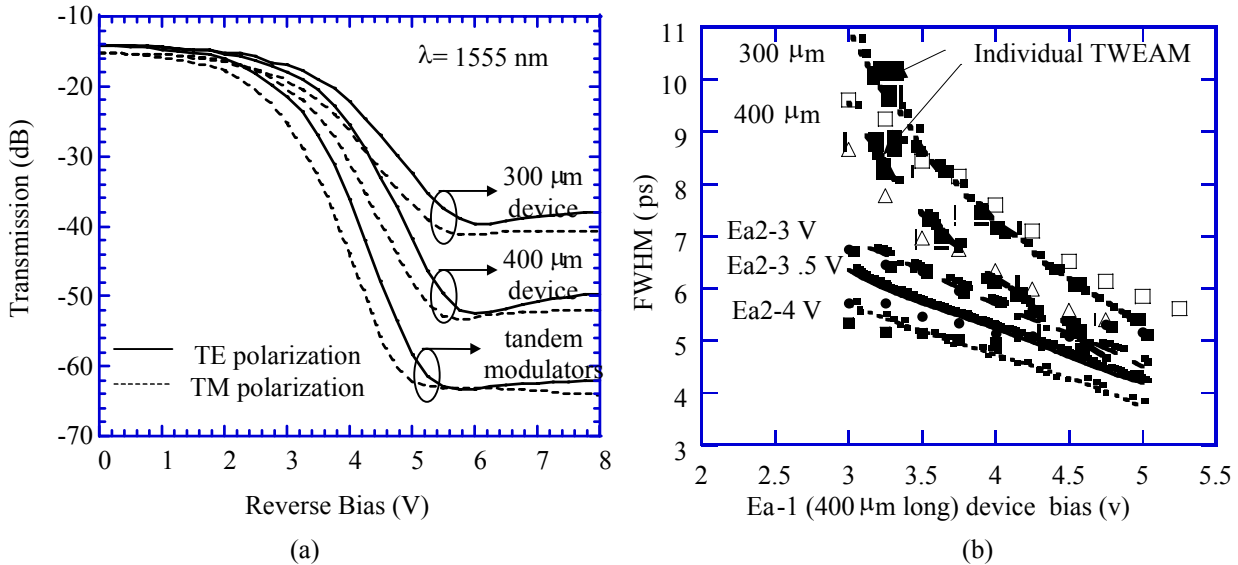 -10
-20
-30
-40
-50
-60
-70
Transmission (dB)
λ= 1555 nm
300 μm
device
400 μm
device
tandem
modulators
TE polarization
TM polarization
0 1 2 3 4 5 6 7 8
Reverse Bias (V)
(a)
11
10
9
8
7
6
5
4
3
FWHM (ps)
300 μm
400 μm
Individual TWEAM
Ea2-3 V
Ea2-3 .5 V
Ea2-4 V
2 2.5 3 3.5 4 4.5 5 5.5
Ea-1 (400 μm long) device bias (v)
(b)